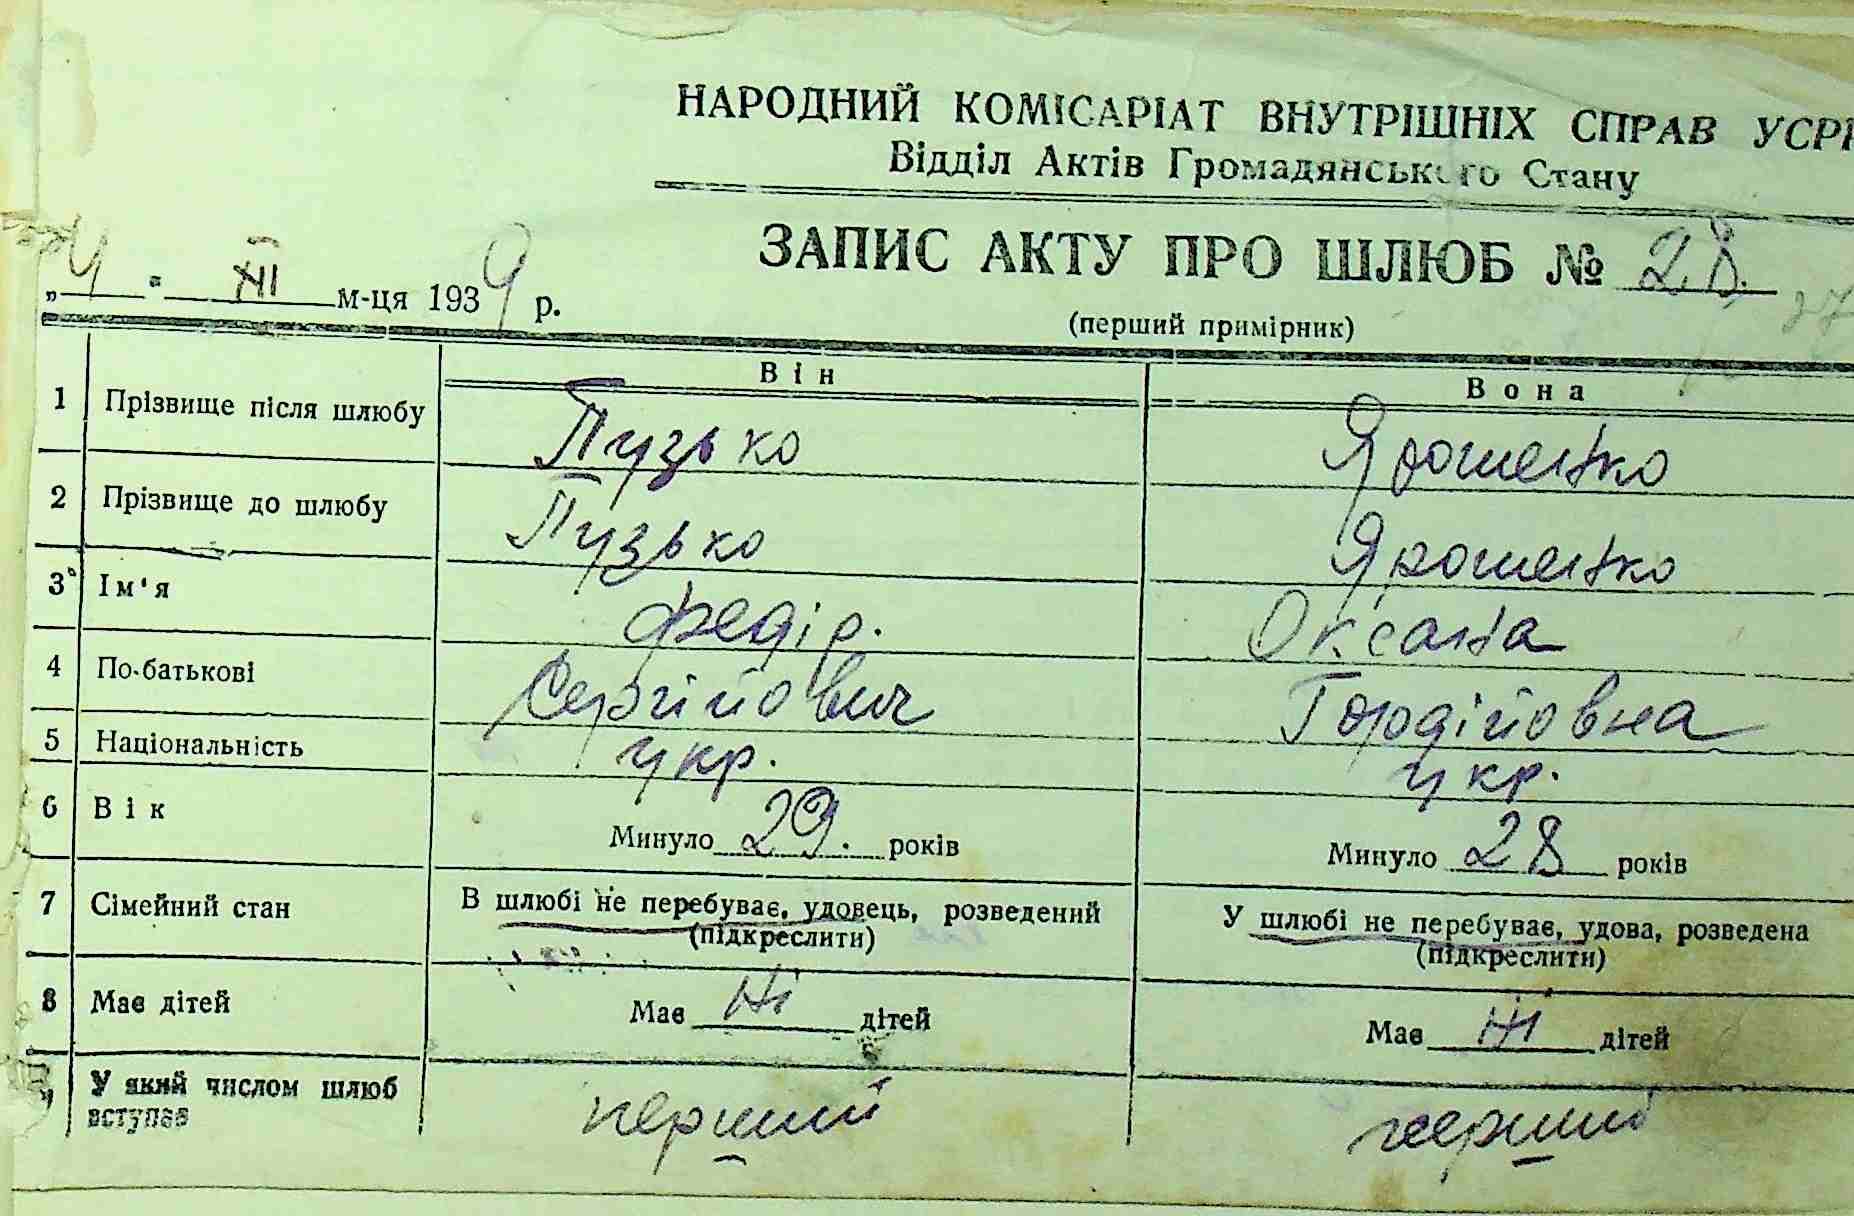 НАРОДНИЙ КОМІСАРІАТ ВНУТРІШНІХ СПРАВ УСРР
Відділ Актів Громадянського Стану
ЗАПИС АКТУ ПРО ШЛЮБ № 28.
„4" XII м-ця 1939 р.
(перший примірник)
Він Вона
1 Прізвище після шлюбу Пузько Ярошенко
2 Прізвище до шлюбу Пузько Ярошенко
3 Ім'я Федір. Оксана
4 По-батькові Сергійович Гордійовна
5 Національність укр. укр.
6 Вік Минуло 29. років Минуло 28 років
7 Сімейний стан В шлюбі не перебуває, удовець, розведений У шлюбі не перебуває, удова, розведена
(підкреслити) (підкреслити)
8 Має дітей Має ні дітей Має ні дітей
У який числом шлюб вступає перший перший